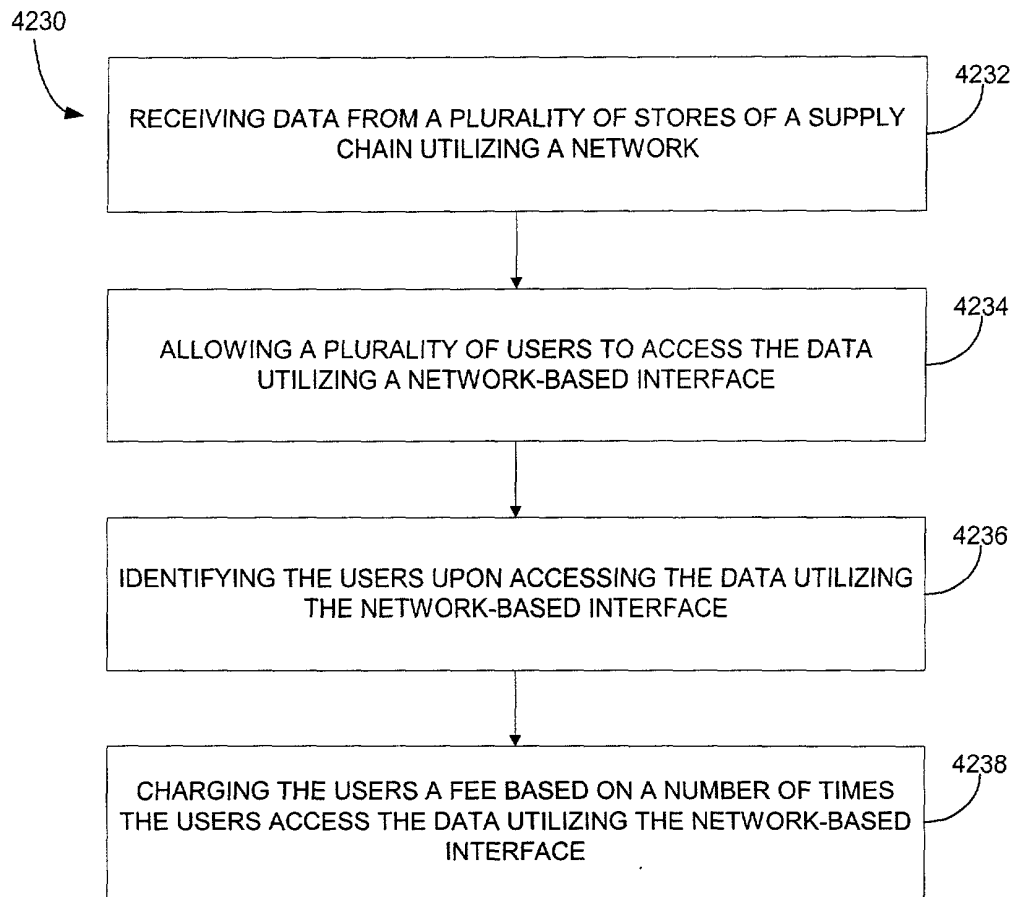 4230
4232
RECEIVING DATA FROM A PLURALITY OF STORES OF A SUPPLY
CHAIN UTILIZING A NETWORK
4234
ALLOWING A PLURALITY OF USERS TO ACCESS THE DATA
UTILIZING A NETWORK-BASED INTERFACE
4236
IDENTIFYING THE USERS UPON ACCESSING THE DATA UTILIZING
THE NETWORK-BASED INTERFACE
4238
CHARGING THE USERS A FEE BASED ON A NUMBER OF TIMES
THE USERS ACCESS THE DATA UTILIZING THE NETWORK-BASED
INTERFACE